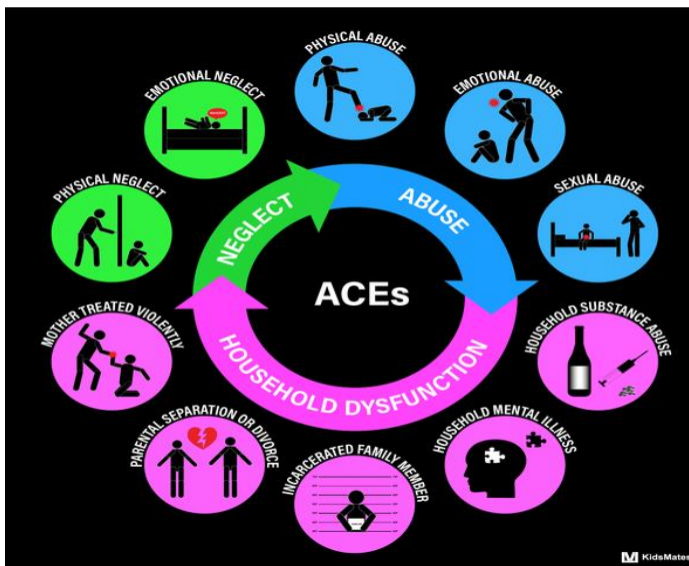 PHYSICAL ABUSE
EMOTIONAL ABUSE
SEXUAL ABUSE
HOUSEHOLD SUBSTANCE ABUSE
HOUSEHOLD MENTAL ILLNESS
INCARCERATED FAMILY MEMBER
PARENTAL SEPARATION OR DIVORCE
MOTHER TREATED VIOLENTLY
PHYSICAL NEGLECT
EMOTIONAL NEGLECT
NEGLECT
ABUSE
HOUSEHOLD DYSFUNCTION
ACEs
KidsMates